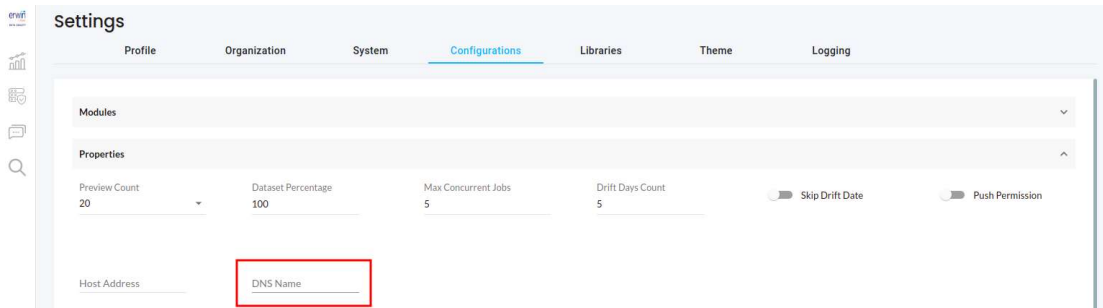 erwin
Settings
Profile Organization System Configurations Libraries Theme Logging
Modules
Properties
Preview Count Dataset Percentage Max Concurrent Jobs Drift Days Count
20 100 5 5 Skip Drift Date Push Permission
Host Address DNS Name